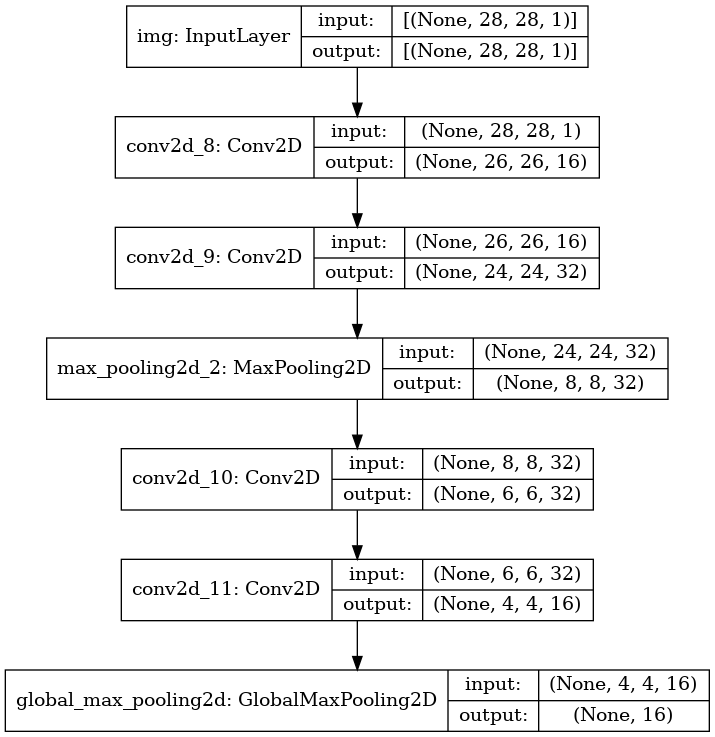 img: InputLayer
input: [(None, 28, 28, 1)]
output: [(None, 28, 28, 1)]
conv2d_8: Conv2D
input: (None, 28, 28, 1)
output: (None, 26, 26, 16)
conv2d_9: Conv2D
input: (None, 26, 26, 16)
output: (None, 24, 24, 32)
max_pooling2d_2: MaxPooling2D
input: (None, 24, 24, 32)
output: (None, 8, 8, 32)
conv2d_10: Conv2D
input: (None, 8, 8, 32)
output: (None, 6, 6, 32)
conv2d_11: Conv2D
input: (None, 6, 6, 32)
output: (None, 4, 4, 16)
global_max_pooling2d: GlobalMaxPooling2D
input: (None, 4, 4, 16)
output: (None, 16)